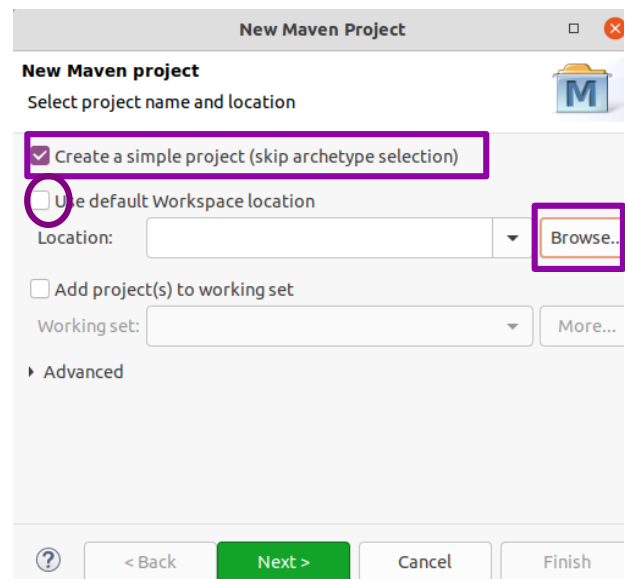 New Maven Project
New Maven project
Select project name and location
M
Create a simple project (skip archetype selection)
Use default Workspace location
Location:
Browse..
Add project(s) to working set
Working set:
More...
Advanced
?
< Back
Next >
Cancel
Finish